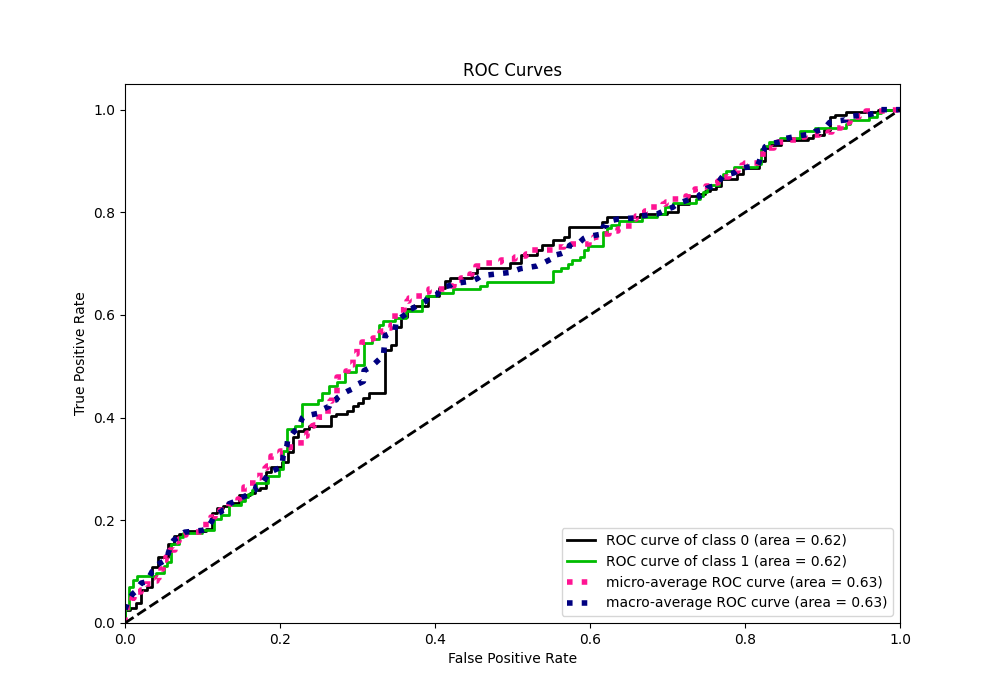 ROC Curves
True Positive Rate
1.0
0.8
0.6
0.4
0.2
0.0
ROC curve of class 0 (area = 0.62)
ROC curve of class 1 (area = 0.62)
micro-average ROC curve (area = 0.63)
macro-average ROC curve (area = 0.63)
0.0 0.2 0.4 0.6 0.8 1.0
False Positive Rate